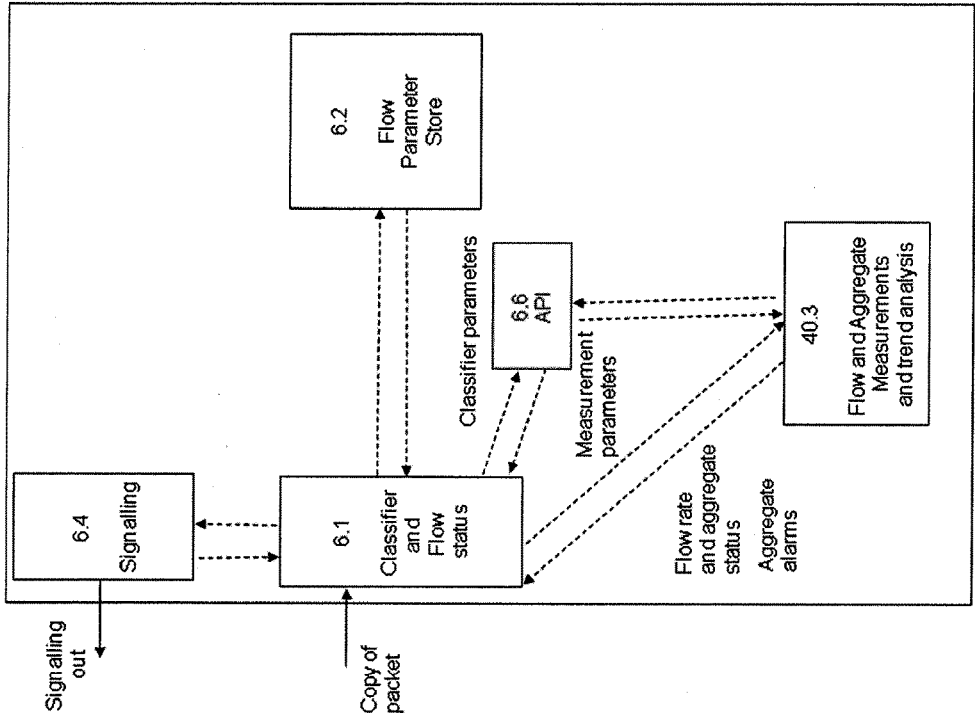 Signalling
out
6.4
Signalling
Copy of
packet
6.1
Classifier
and
Flow
status
6.2
Flow
Parameter
Store
Classifier parameters
6.6
API
Measurement
parameters
Flow rate
and aggregate
status
Aggregate
alarms
40.3
Flow and Aggregate
Measurements
and trend analysis